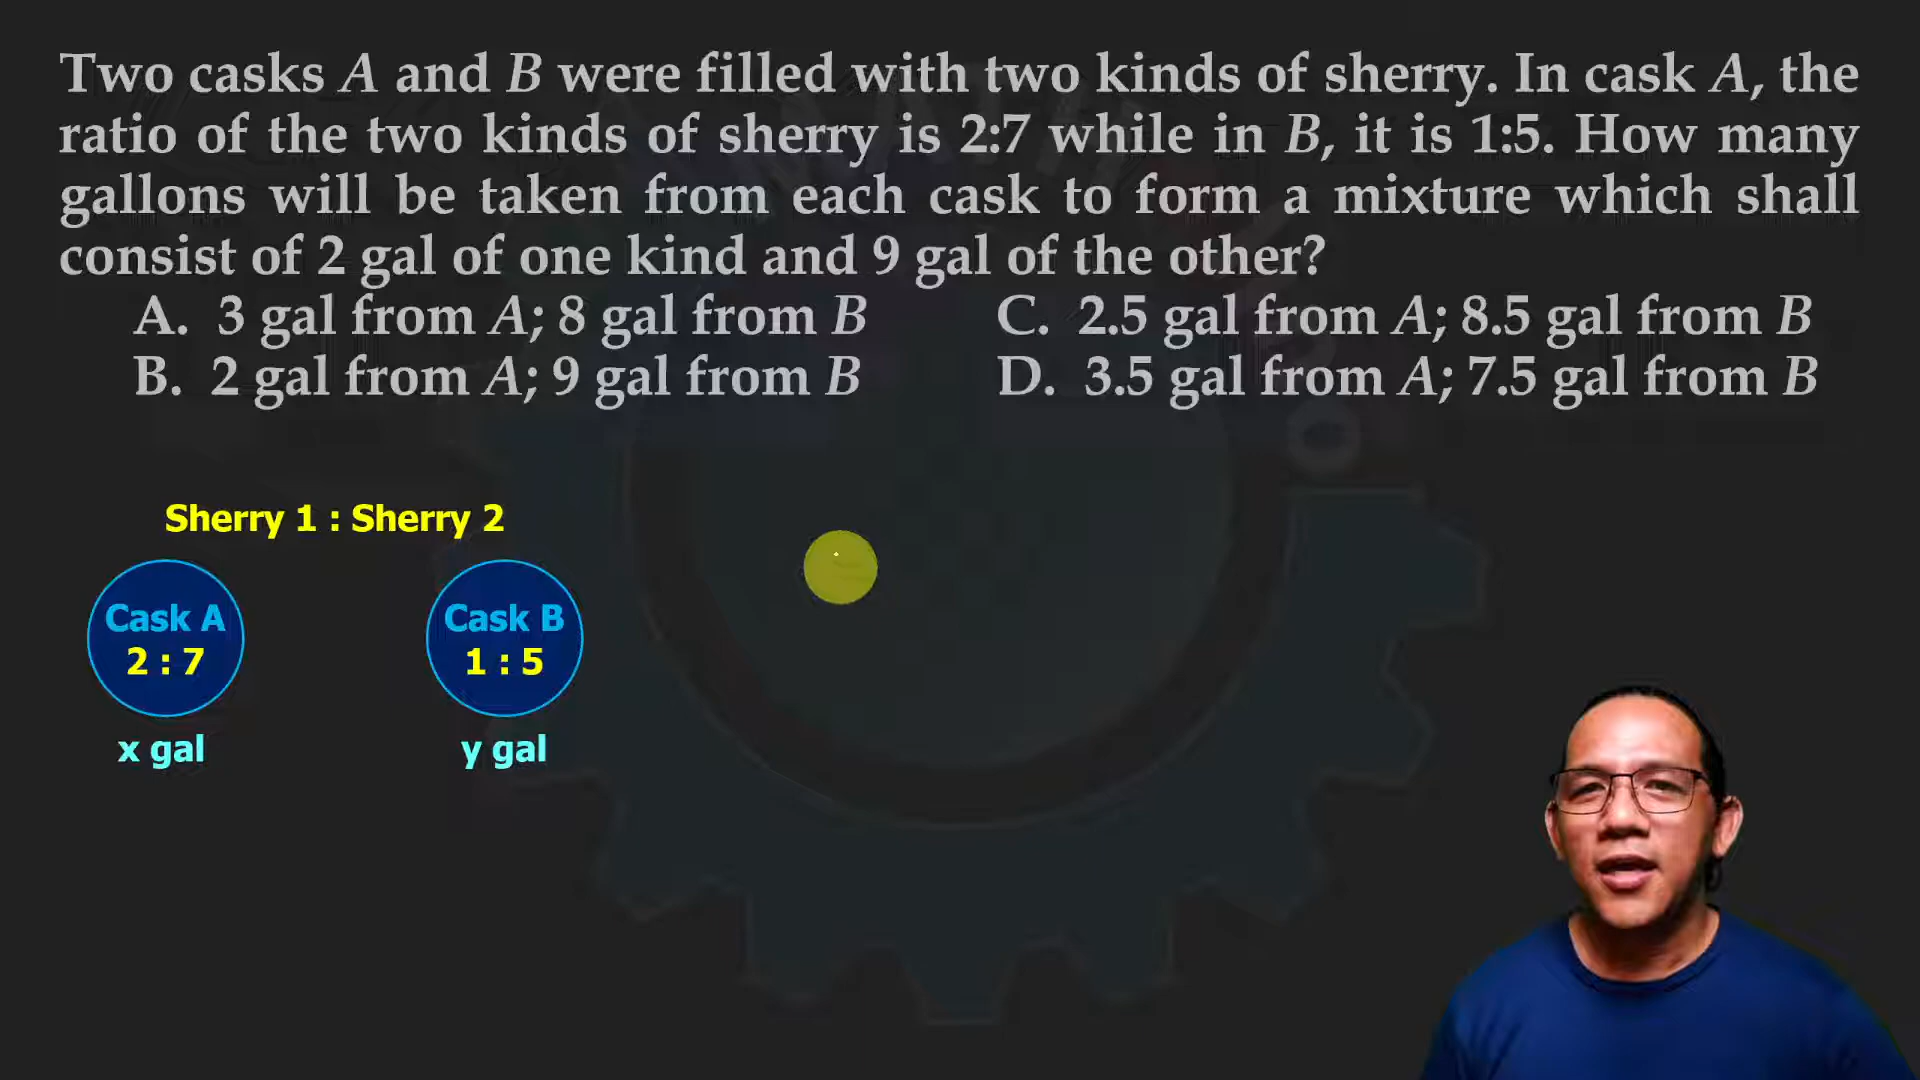 Two casks A and B were filled with two kinds of sherry. In cask A, the
ratio of the two kinds of sherry is 2:7 while in B, it is 1:5. How many
gallons will be taken from each cask to form a mixture which shall
consist of 2 gal of one kind and 9 gal of the other?
A. 3 gal from A; 8 gal from B C. 2.5 gal from A; 8.5 gal from B
B. 2 gal from A; 9 gal from B D. 3.5 gal from A; 7.5 gal from B
Sherry 1 : Sherry 2
Cask A Cask B
2 : 7 1 : 5
x gal y gal